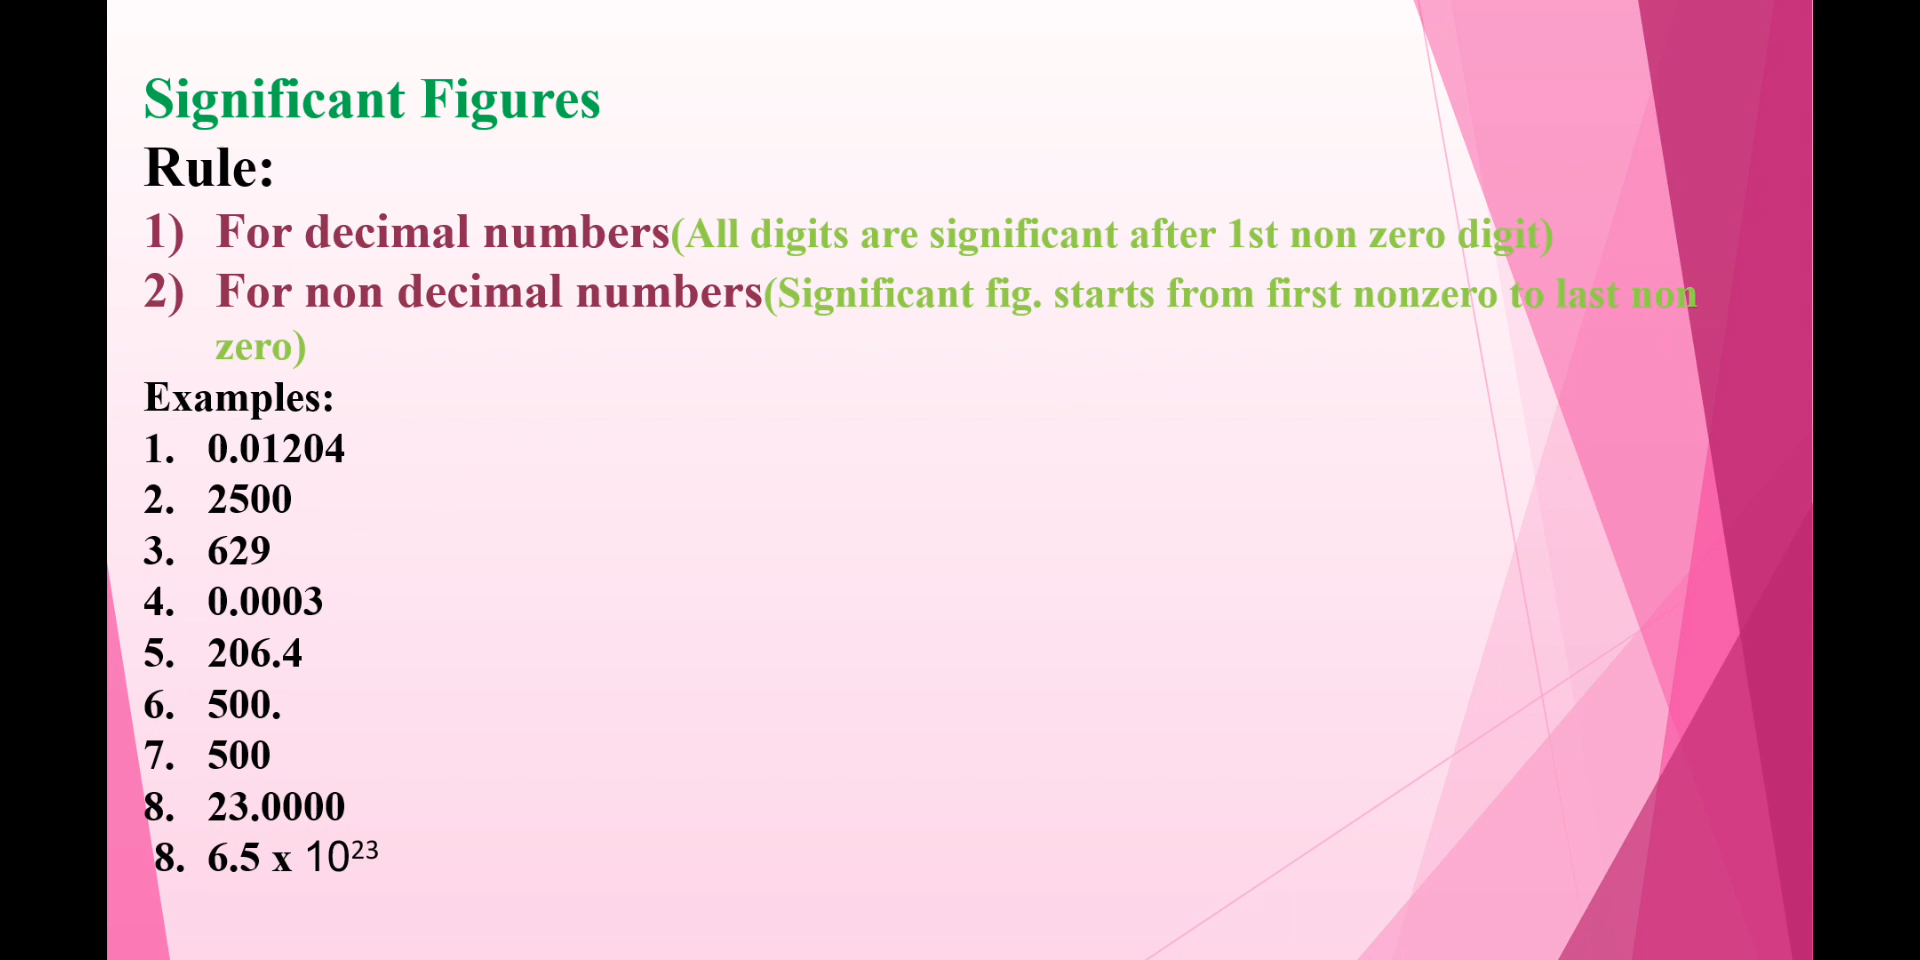 Significant Figures
Rule:
1) For decimal numbers(All digits are significant after 1st non zero digit)
2) For non decimal numbers(Significant fig. starts from first nonzero to last non
zero)
Examples:
1. 0.01204
2. 2500
3. 629
4. 0.0003
5. 206.4
6. 500.
7. 500
8. 23.0000
8. 6.5 x 10²³